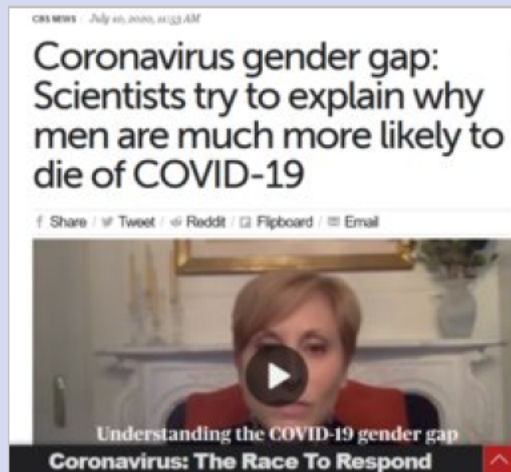 CBS NEWS July 10, 2020, 11:53 AM
Coronavirus gender gap:
Scientists try to explain why
men are much more likely to
die of COVID-19
f Share / Tweet / Reddit / Flipboard / Email
Understanding the COVID-19 gender gap
Coronavirus: The Race To Respond